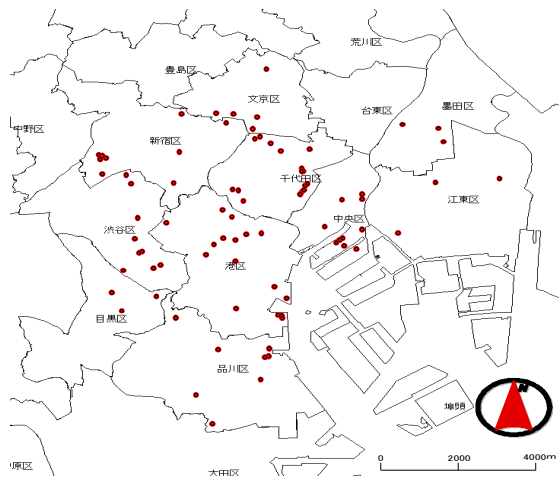 荒川区
豊島区
文京区
台東区
墨田区
中野区
新宿区
千代田区
江東区
渋谷区
中央区
港区
目黒区
品川区
埠頭
大田区
N
0 2000 4000m